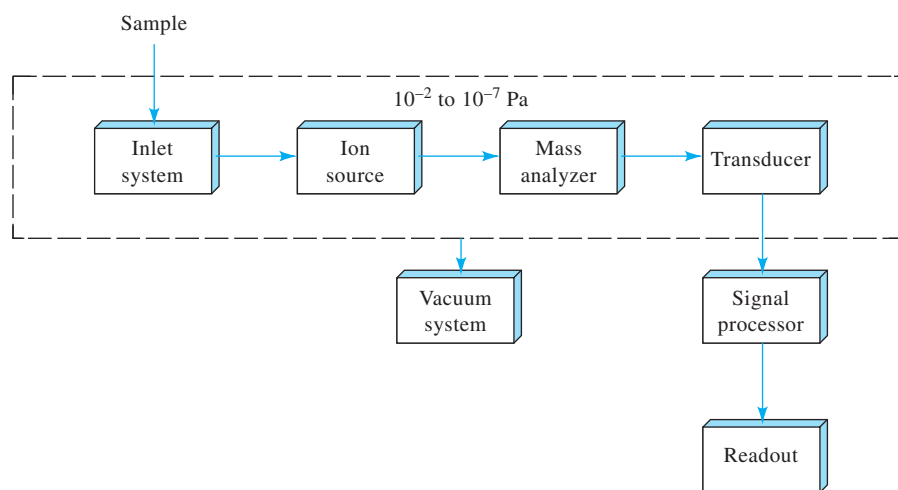 Sample
10⁻² to 10⁻⁷ Pa
Inlet
system
Ion
source
Mass
analyzer
Transducer
Vacuum
system
Signal
processor
Readout